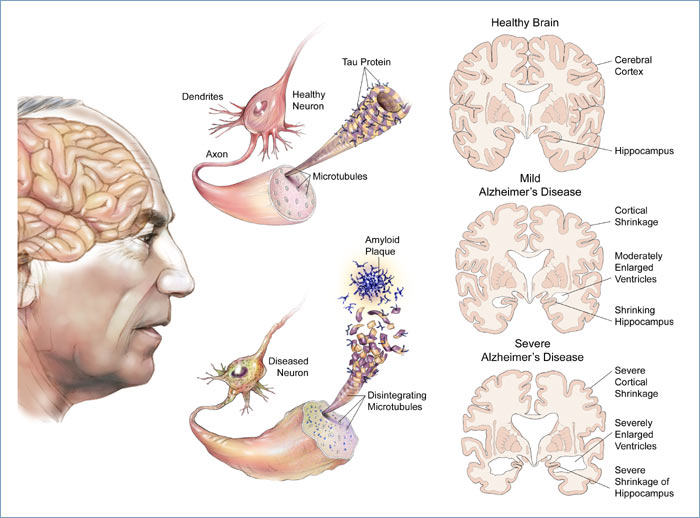 Tau Protein
Dendrites
Healthy
Neuron
Axon
Microtubules
Amyloid
Plaque
Diseased
Neuron
Disintegrating
Microtubules
Healthy Brain
Cerebral
Cortex
Hippocampus
Mild
Alzheimer's Disease
Cortical
Shrinkage
Moderately
Enlarged
Ventricles
Shrinking
Hippocampus
Severe
Alzheimer's Disease
Severe
Cortical
Shrinkage
Severely
Enlarged
Ventricles
Severe
Shrinkage of
Hippocampus